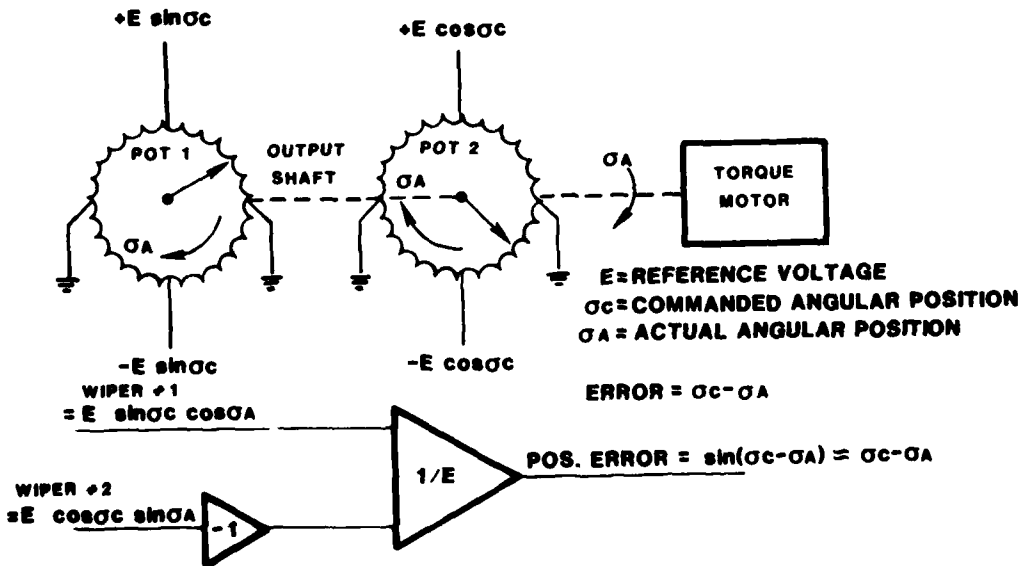 +E sinσc
+E cosσc
POT 1
OUTPUT
SHAFT
POT 2
σA
σA
σA
TORQUE
MOTOR
E=REFERENCE VOLTAGE
σc=COMMANDED ANGULAR POSITION
σA=ACTUAL ANGULAR POSITION
-E sinσc
-E cosσc
WIPER #1
=E sinσc cosσA
ERROR = σc-σA
1/E
POS. ERROR = sin(σc-σA) ≈ σc-σA
WIPER #2
=E cosσc sinσA
-1